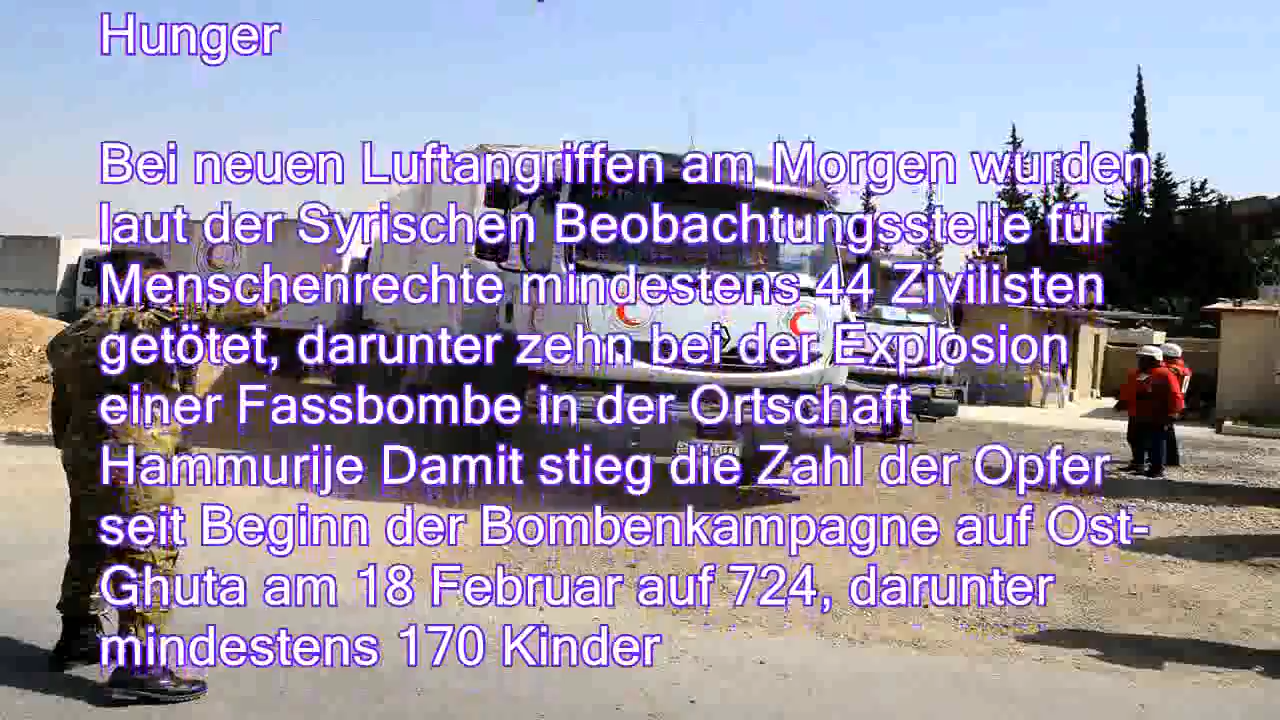 Hunger
Bei neuen Luftangriffen am Morgen wurden
laut der Syrischen Beobachtungsstelle für
Menschenrechte mindestens 44 Zivilisten
getötet, darunter zehn bei der Explosion
einer Fassbombe in der Ortschaft
Hammurije Damit stieg die Zahl der Opfer
seit Beginn der Bombenkampagne auf Ost-
Ghuta am 18 Februar auf 724, darunter
mindestens 170 Kinder